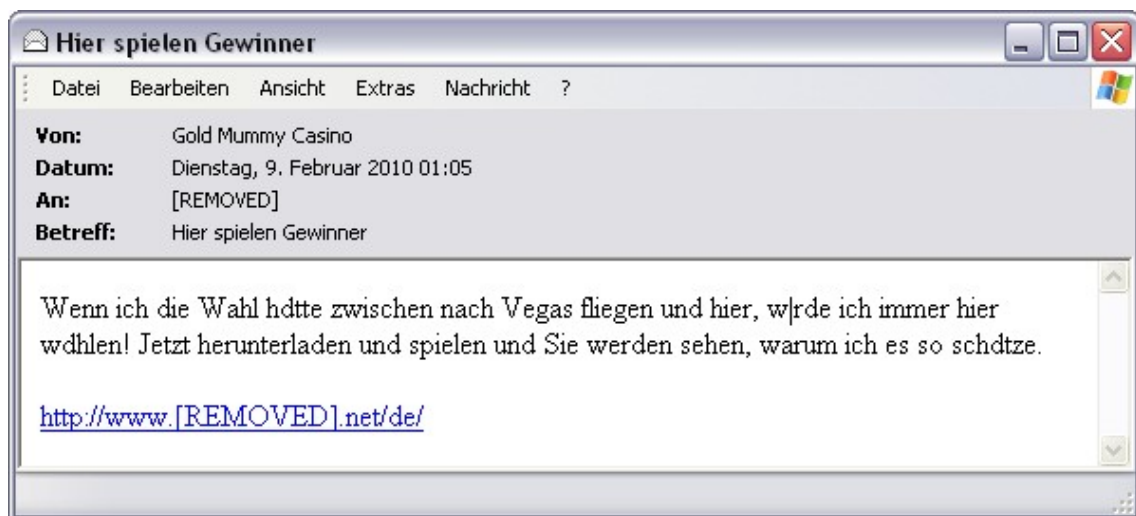 Hier spielen Gewinner
Datei Bearbeiten Ansicht Extras Nachricht ?
Von: Gold Mummy Casino
Datum: Dienstag, 9. Februar 2010 01:05
An: [REMOVED]
Betreff: Hier spielen Gewinner
Wenn ich die Wahl hdtte zwischen nach Vegas fliegen und hier, w|rde ich immer hier
wdhlen! Jetzt herunterladen und spielen und Sie werden sehen, warum ich es so schdtze.
http://www.[REMOVED].net/de/